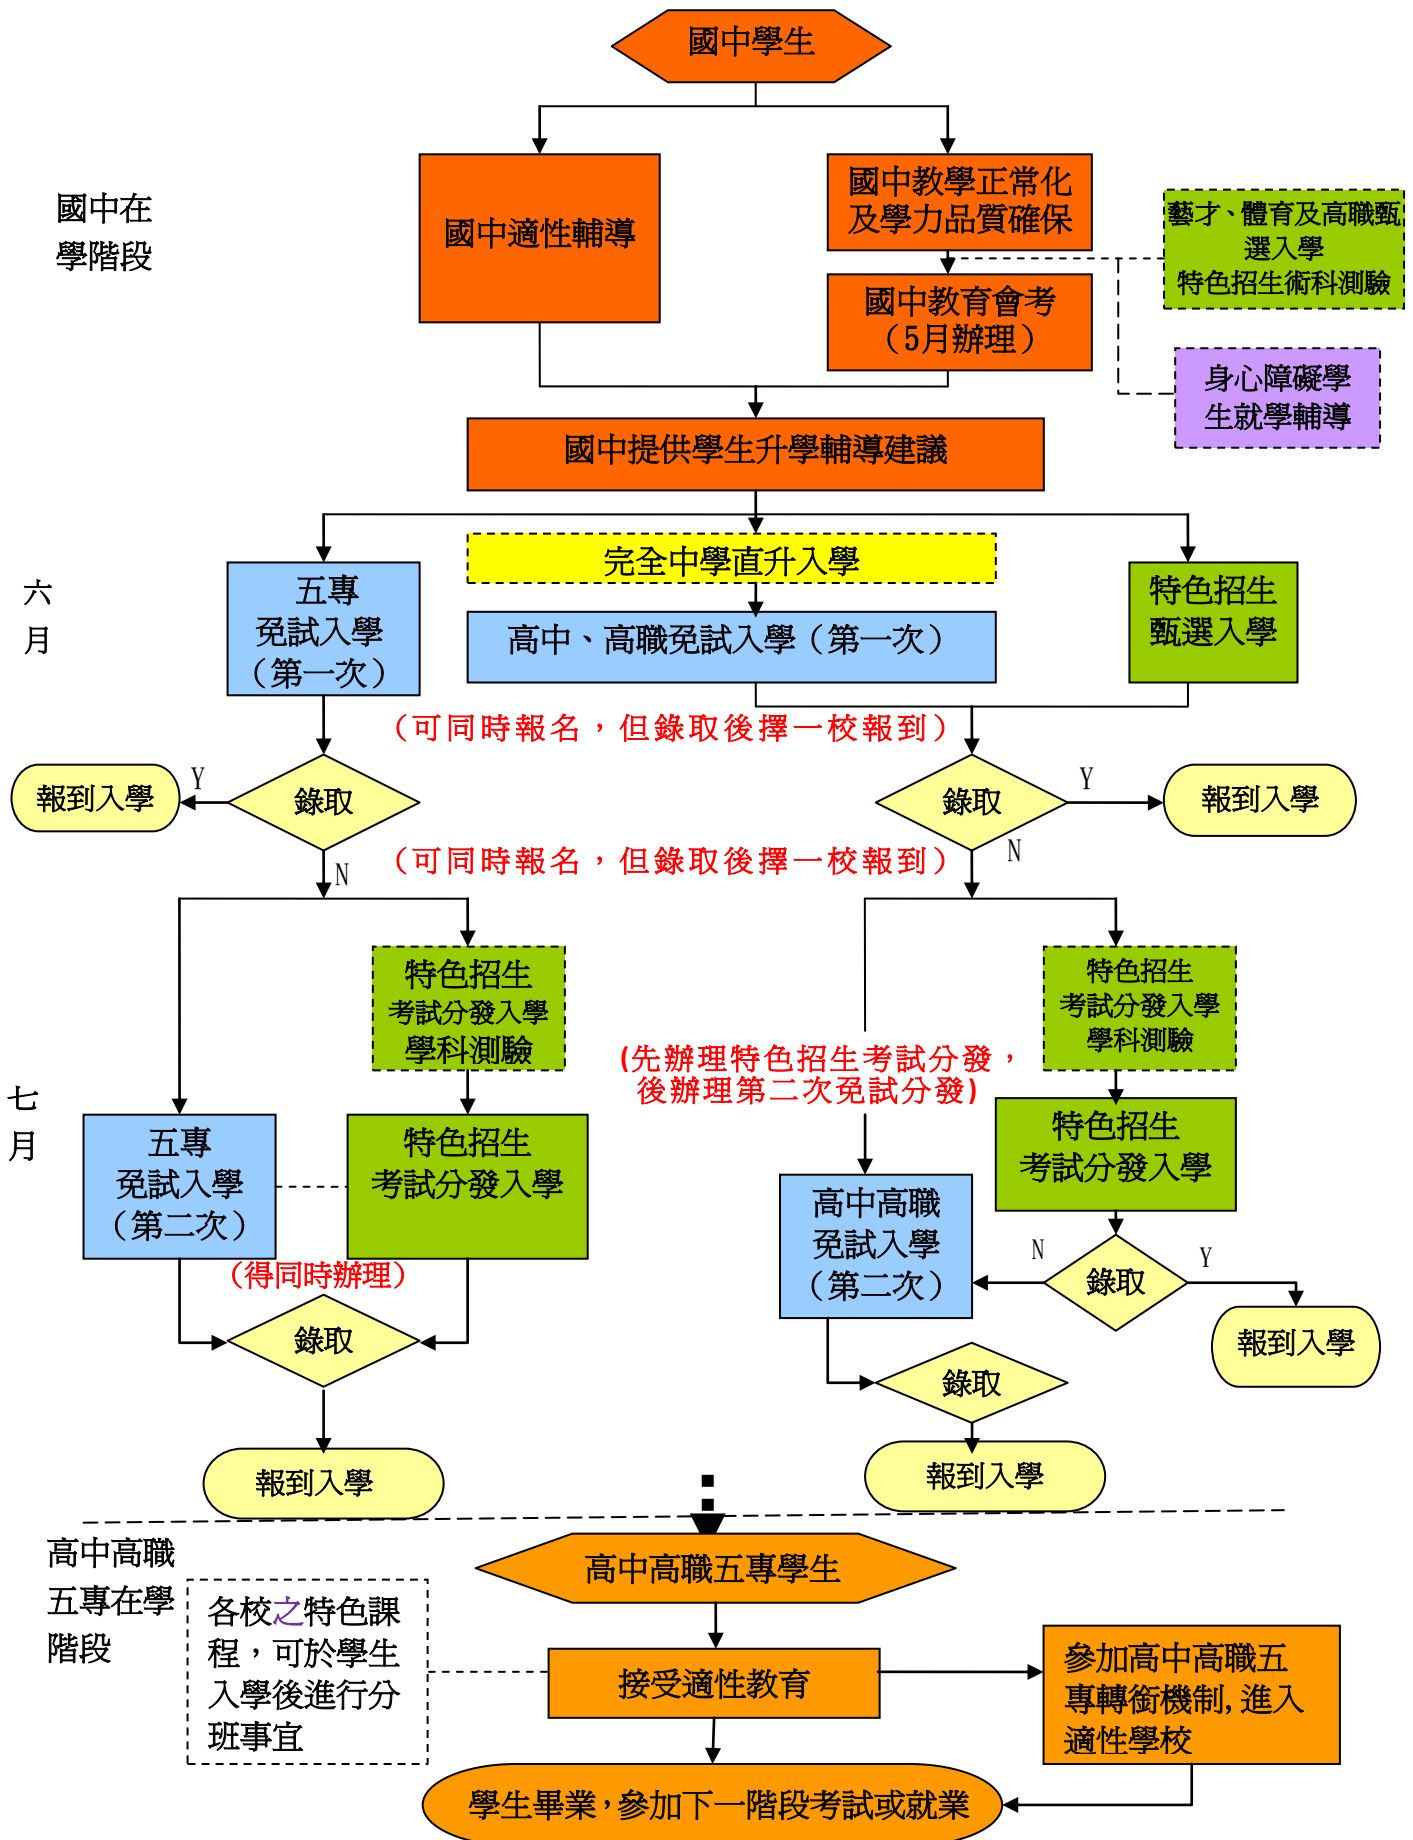 國中學生
國中在
學階段
國中適性輔導
國中教學正常化
及學力品質確保
藝才、體育及高職甄
選入學
特色招生術科測驗
國中教育會考
（5月辦理）
身心障礙學
生就學輔導
國中提供學生升學輔導建議
六
月
五專
免試入學
（第一次）
完全中學直升入學
高中、高職免試入學（第一次）
特色招生
甄選入學
（可同時報名，但錄取後擇一校報到）
報到入學
Y
錄取
錄取
Y
報到入學
N
（可同時報名，但錄取後擇一校報到）
N
特色招生
考試分發入學
學科測驗
特色招生
考試分發入學
學科測驗
(先辦理特色招生考試分發，
後辦理第二次免試分發)
七
月
五專
免試入學
（第二次）
特色招生
考試分發入學
特色招生
考試分發入學
高中高職
免試入學
（第二次）
N
錄取
Y
報到入學
（得同時辦理）
錄取
錄取
報到入學
報到入學
高中高職
五專在學
階段
高中高職五專學生
各校之特色課
程，可於學生
入學後進行分
班事宜
接受適性教育
參加高中高職五
專轉銜機制,進入
適性學校
學生畢業，參加下一階段考試或就業